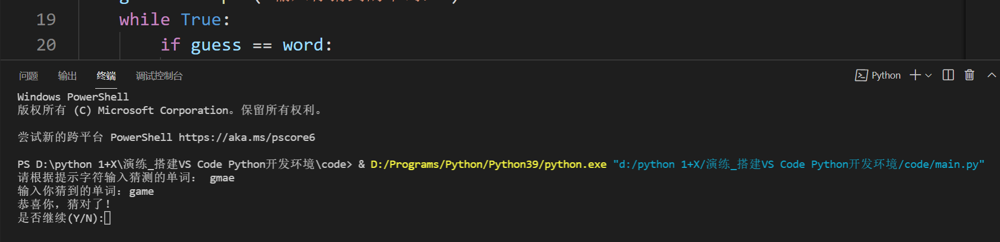 19 while True:
20 if guess == word:
问题 输出 终端 调试控制台 Python
Windows PowerShell
版权所有 (C) Microsoft Corporation。保留所有权利。
尝试新的跨平台 PowerShell https://aka.ms/pscore6
PS D:\python 1+X\演练_搭建VS Code Python开发环境\code> & D:/Programs/Python/Python39/python.exe "d:/python 1+X/演练_搭建VS Code Python开发环境/code/main.py"
请根据提示字符输入猜测的单词： gmae
输入你猜到的单词：game
恭喜你，猜对了！
是否继续(Y/N):